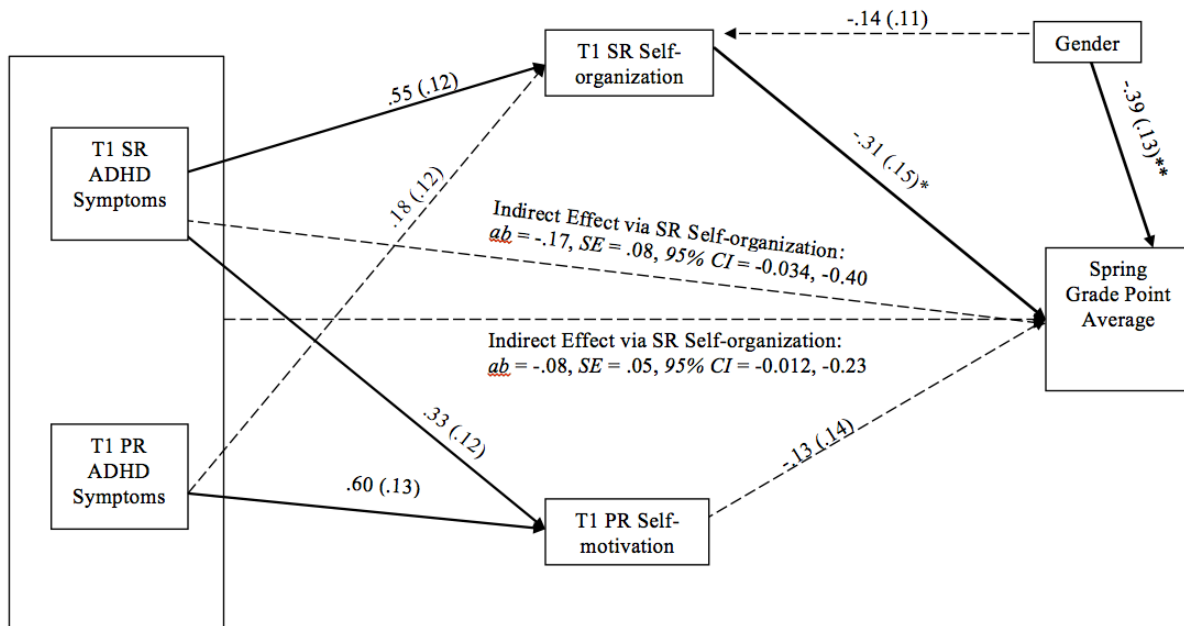 -.14 (.11)
T1 SR Self-
organization
Gender
.55 (.12)
-.39 (.13)**
T1 SR
ADHD
Symptoms
-.31 (.15)*
.18 (.12)
Indirect Effect via SR Self-organization:
ab = -.17, SE = .08, 95% CI = -0.034, -0.40
Spring
Grade Point
Average
Indirect Effect via SR Self-organization:
ab = -.08, SE = .05, 95% CI = -0.012, -0.23
.33 (.12)
-.13 (.14)
T1 PR
ADHD
Symptoms
.60 (.13)
T1 PR Self-
motivation